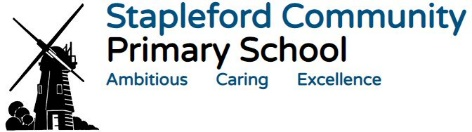 Stapleford Community
Primary School
Ambitious Caring Excellence